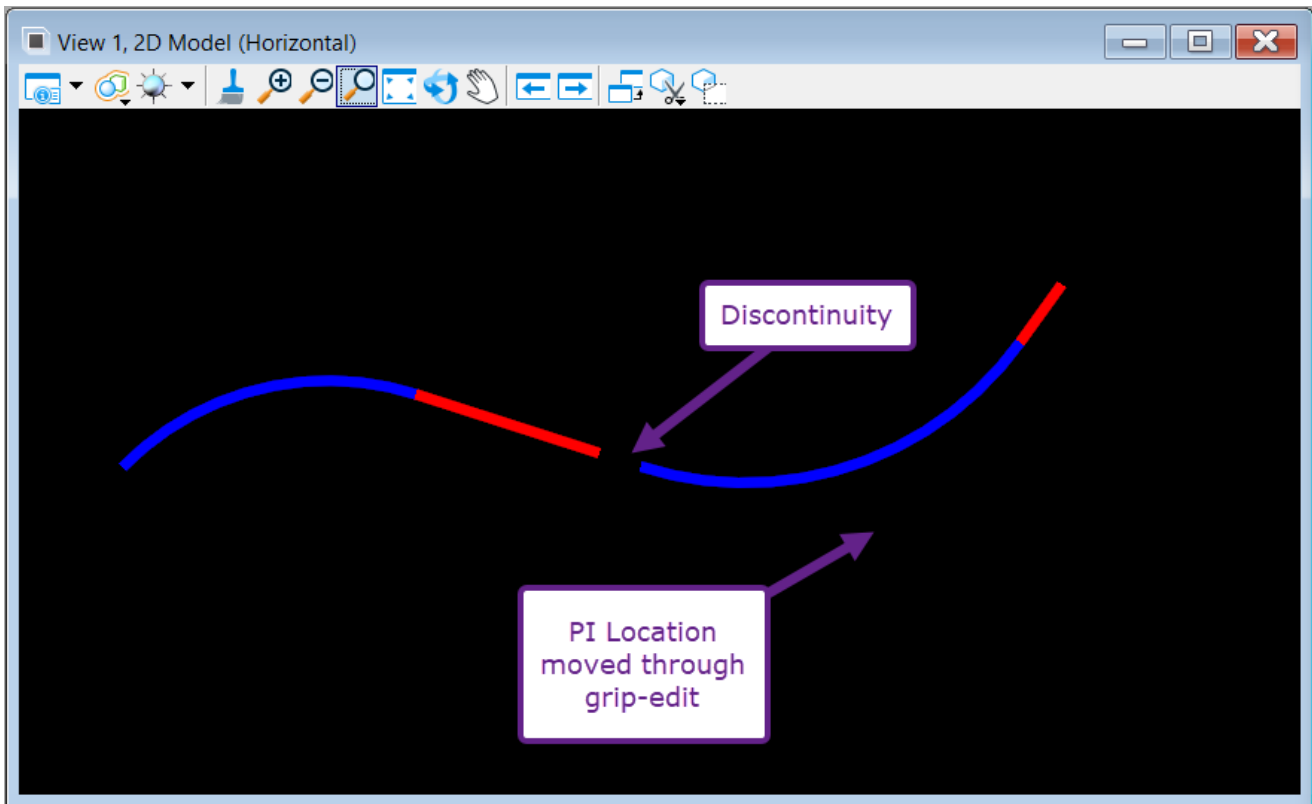 View 1, 2D Model (Horizontal)
Discontinuity
PI Location
moved through
grip-edit